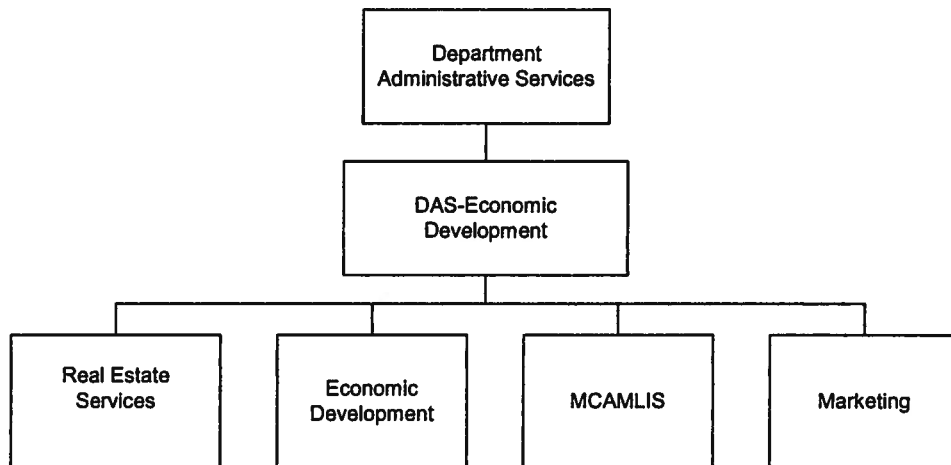 Department
Administrative Services
DAS-Economic
Development
Real Estate
Services
Economic
Development
MCAMLIS
Marketing